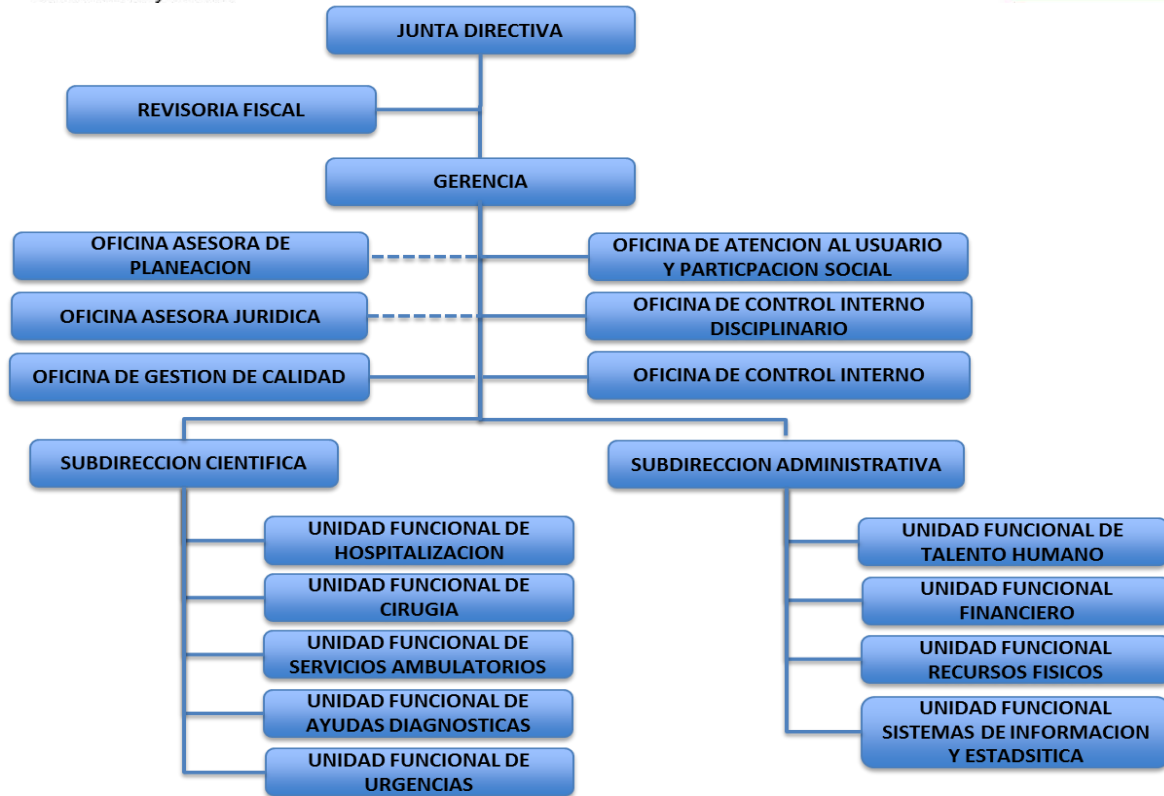 JUNTA DIRECTIVA
REVISORIA FISCAL
GERENCIA
OFICINA ASESORA DE
PLANEACION
OFICINA DE ATENCION AL USUARIO
Y PARTICPACION SOCIAL
OFICINA ASESORA JURIDICA
OFICINA DE CONTROL INTERNO
DISCIPLINARIO
OFICINA DE GESTION DE CALIDAD
OFICINA DE CONTROL INTERNO
SUBDIRECCION CIENTIFICA
SUBDIRECCION ADMINISTRATIVA
UNIDAD FUNCIONAL DE
HOSPITALIZACION
UNIDAD FUNCIONAL DE
CIRUGIA
UNIDAD FUNCIONAL DE
SERVICIOS AMBULATORIOS
UNIDAD FUNCIONAL DE
AYUDAS DIAGNOSTICAS
UNIDAD FUNCIONAL DE
URGENCIAS
UNIDAD FUNCIONAL DE
TALENTO HUMANO
UNIDAD FUNCIONAL
FINANCIERO
UNIDAD FUNCIONAL
RECURSOS FISICOS
UNIDAD FUNCIONAL
SISTEMAS DE INFORMACION
Y ESTADSITICA